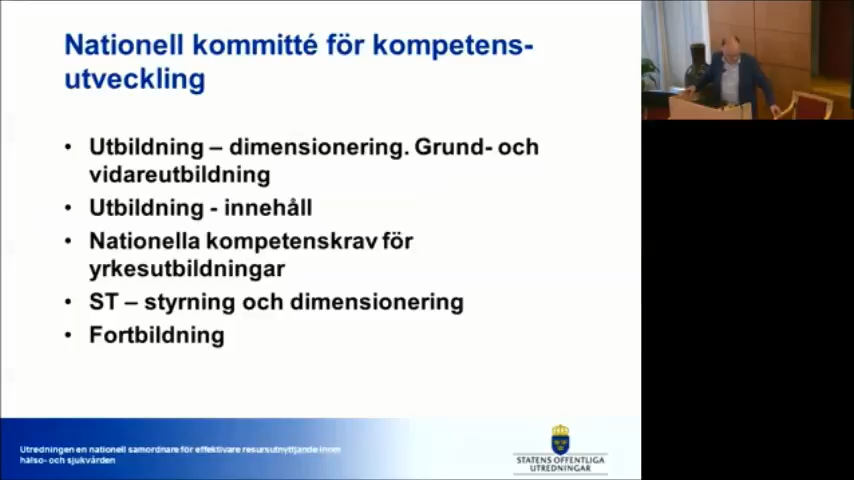 Nationell kommitté för kompetens-
utveckling
• Utbildning – dimensionering. Grund- och
vidareutbildning
• Utbildning - innehåll
• Nationella kompetenskrav för
yrkesutbildningar
• ST – styrning och dimensionering
• Fortbildning
Utredningen en nationell samordnare för effektivare resursutnyttjande inom
hälso- och sjukvården
STATENS OFFENTLIGA
UTREDNINGAR